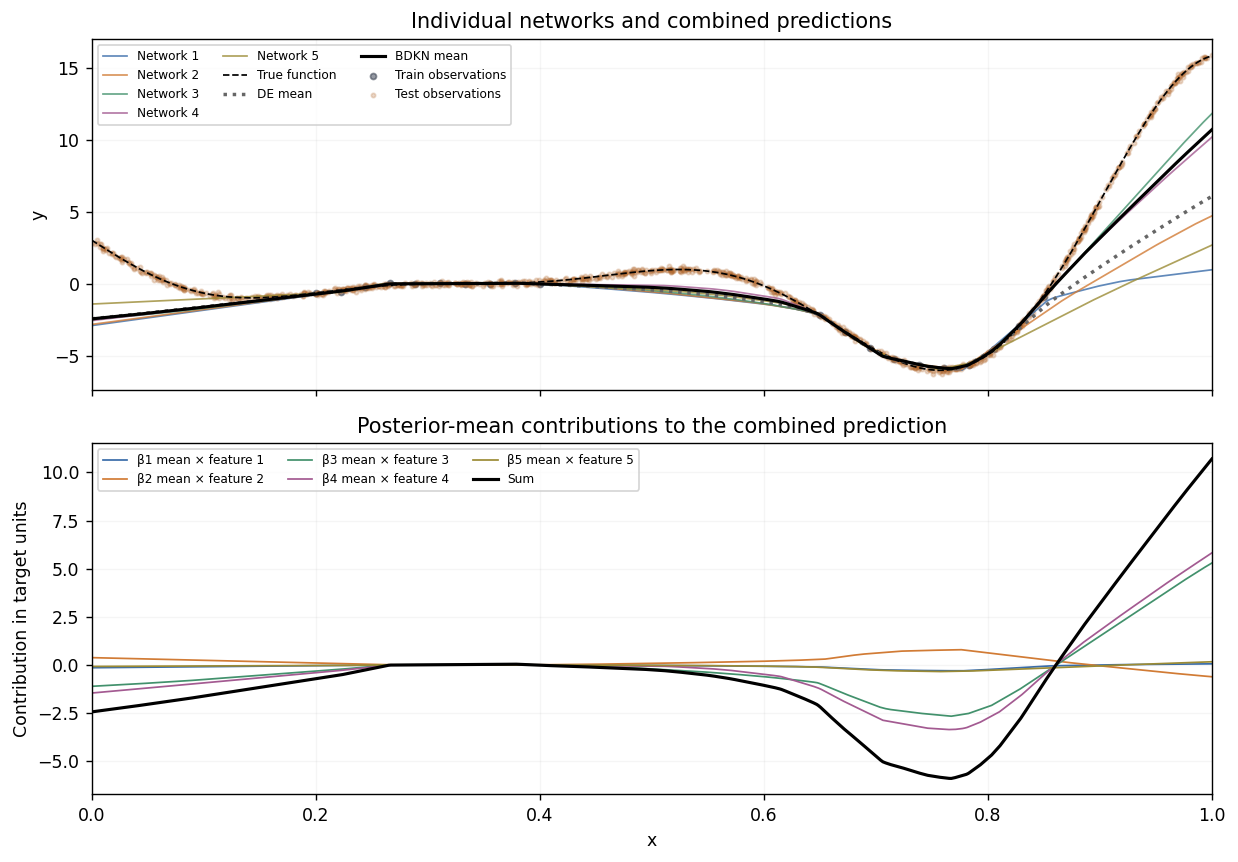 Individual networks and combined predictions
Network 1
Network 2
Network 3
Network 4
Network 5
True function
DE mean
BDKN mean
Train observations
Test observations
15
10
5
0
−5
y
Posterior-mean contributions to the combined prediction
β1 mean × feature 1
β2 mean × feature 2
β3 mean × feature 3
β4 mean × feature 4
β5 mean × feature 5
Sum
10.0
7.5
5.0
2.5
0.0
−2.5
−5.0
Contribution in target units
0.0 0.2 0.4 0.6 0.8 1.0
x